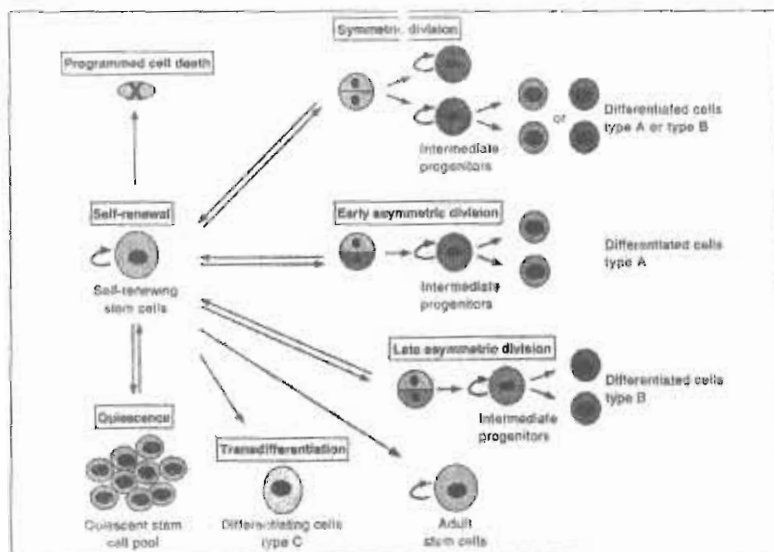 Symmetric division
Programmed cell death
or
Differentiated cells
type A or type B
Intermediate
progenitors
Self-renewal
Early asymmetric division
Differentiated cells
type A
Self-renewing
stem cells
Intermediate
progenitors
Late asymmetric division
Differentiated cells
type B
Quiescence
Intermediate
progenitors
Transdifferentiation
Quiescent stem
cell pool
Differentiating cells
type C
Adult
stem cells